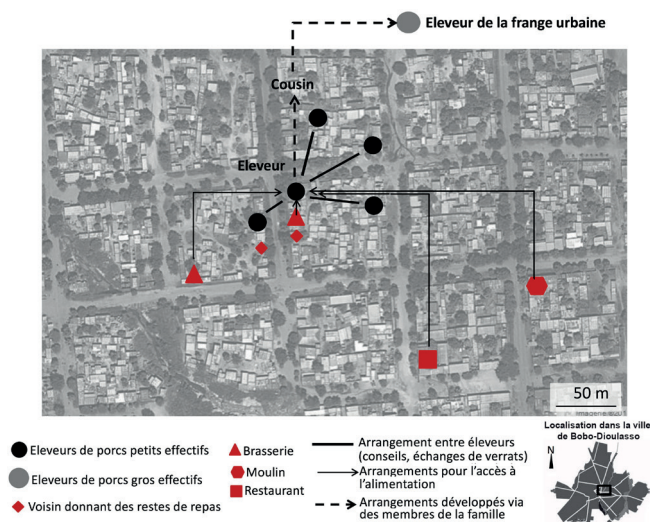 Eleveur de la frange urbaine
Cousin
Eleveur
50 m
Eleveurs de porcs petits effectifs
Eleveurs de porcs gros effectifs
Voisin donnant des restes de repas
Brasserie
Moulin
Restaurant
Arrangement entre éleveurs
(conseils, échanges de verrats)
Arrangements pour l'accès à
l'alimentation
Arrangements développés via
des membres de la famille
Localisation dans la ville
de Bobo-Dioulasso
N